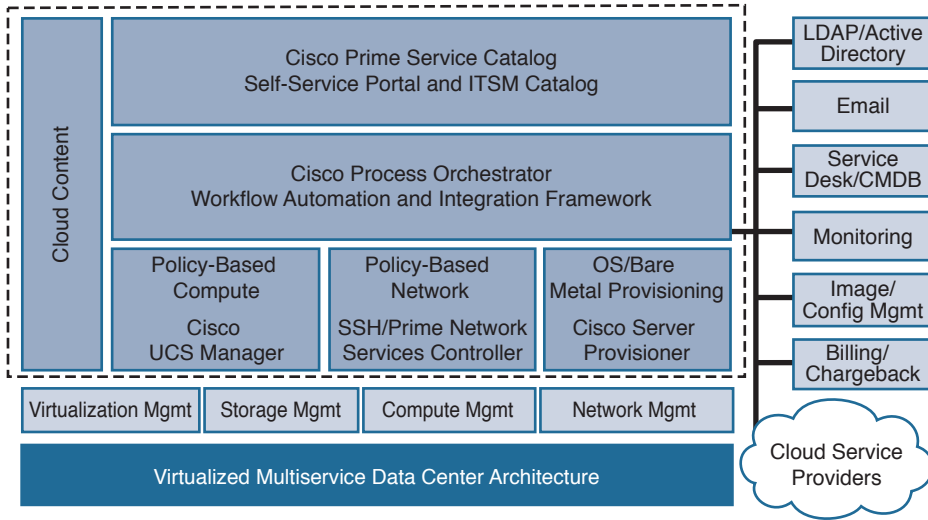 Cloud Content
Cisco Prime Service Catalog
Self-Service Portal and ITSM Catalog
Cisco Process Orchestrator
Workflow Automation and Integration Framework
Policy-Based
Compute
Cisco
UCS Manager
Policy-Based
Network
SSH/Prime Network
Services Controller
OS/Bare
Metal Provisioning
Cisco Server
Provisioner
Virtualization Mgmt
Storage Mgmt
Compute Mgmt
Network Mgmt
Virtualized Multiservice Data Center Architecture
LDAP/Active
Directory
Email
Service
Desk/CMDB
Monitoring
Image/
Config Mgmt
Billing/
Chargeback
Cloud Service
Providers